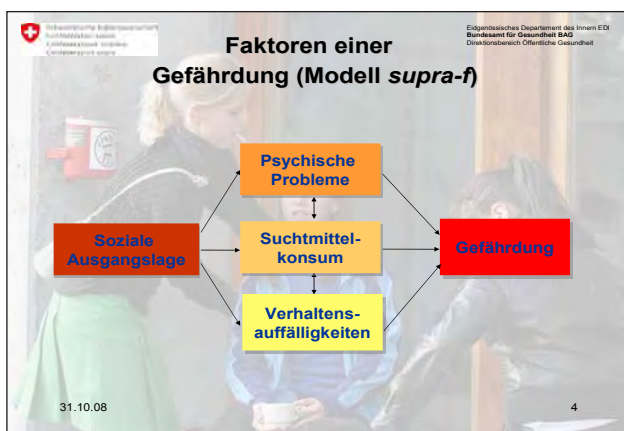 Eidgenössisches Departement des Innern EDI
Bundesamt für Gesundheit BAG
Direktionsbereich Öffentliche Gesundheit
Faktoren einer
Gefährdung (Modell supra-f)
Psychische
Probleme
Soziale
Ausgangslage
Suchtmittel-
konsum
Gefährdung
Verhaltens-
auffälligkeiten
31.10.08
4